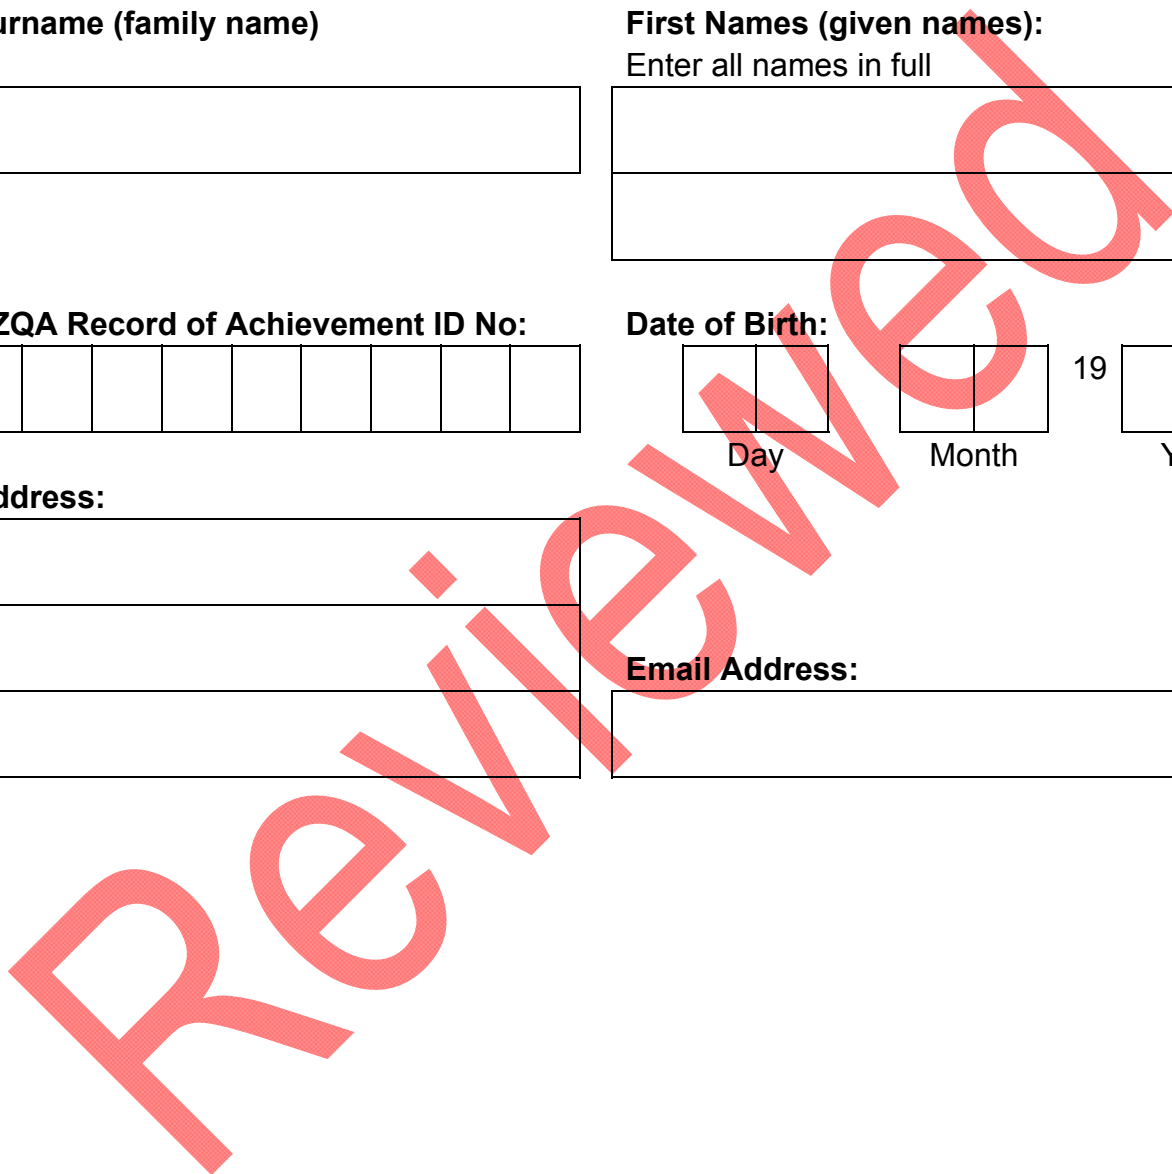 urname (family name)
First Names (given names):
Enter all names in full
ZQA Record of Achievement ID No:
Date of Birth:
19
Day
Month
Y
ddress:
Email Address:
Reviewed